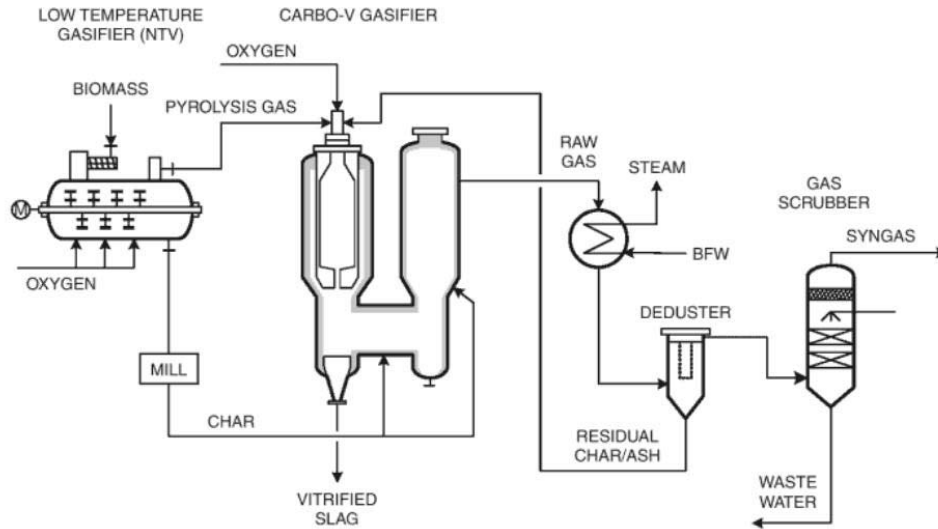 LOW TEMPERATURE
GASIFIER (NTV)
CARBO-V GASIFIER
OXYGEN
BIOMASS
PYROLYSIS GAS
RAW
GAS
STEAM
GAS
SCRUBBER
SYNGAS
M
BFW
OXYGEN
DEDUSTER
MILL
CHAR
RESIDUAL
CHAR/ASH
VITRIFIED
SLAG
WASTE
WATER